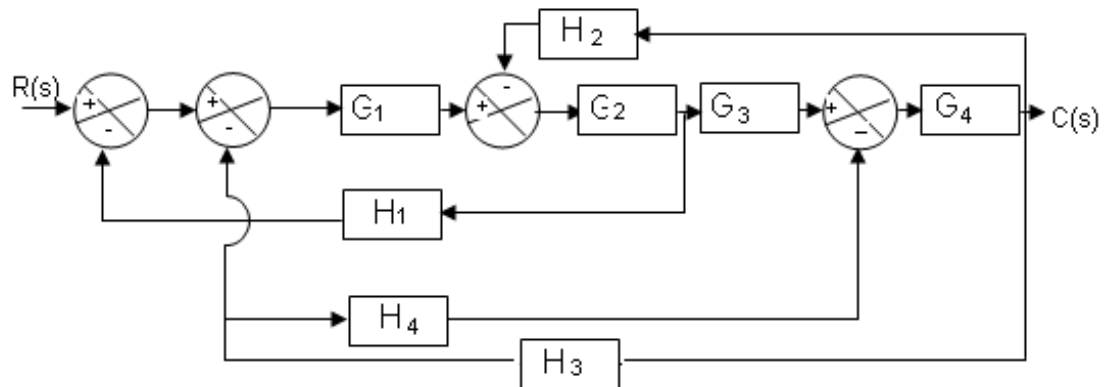 H2
R(s)
+
-
+
-
G1
+
-
G2
G3
+
-
G4
C(s)
H1
H4
H3